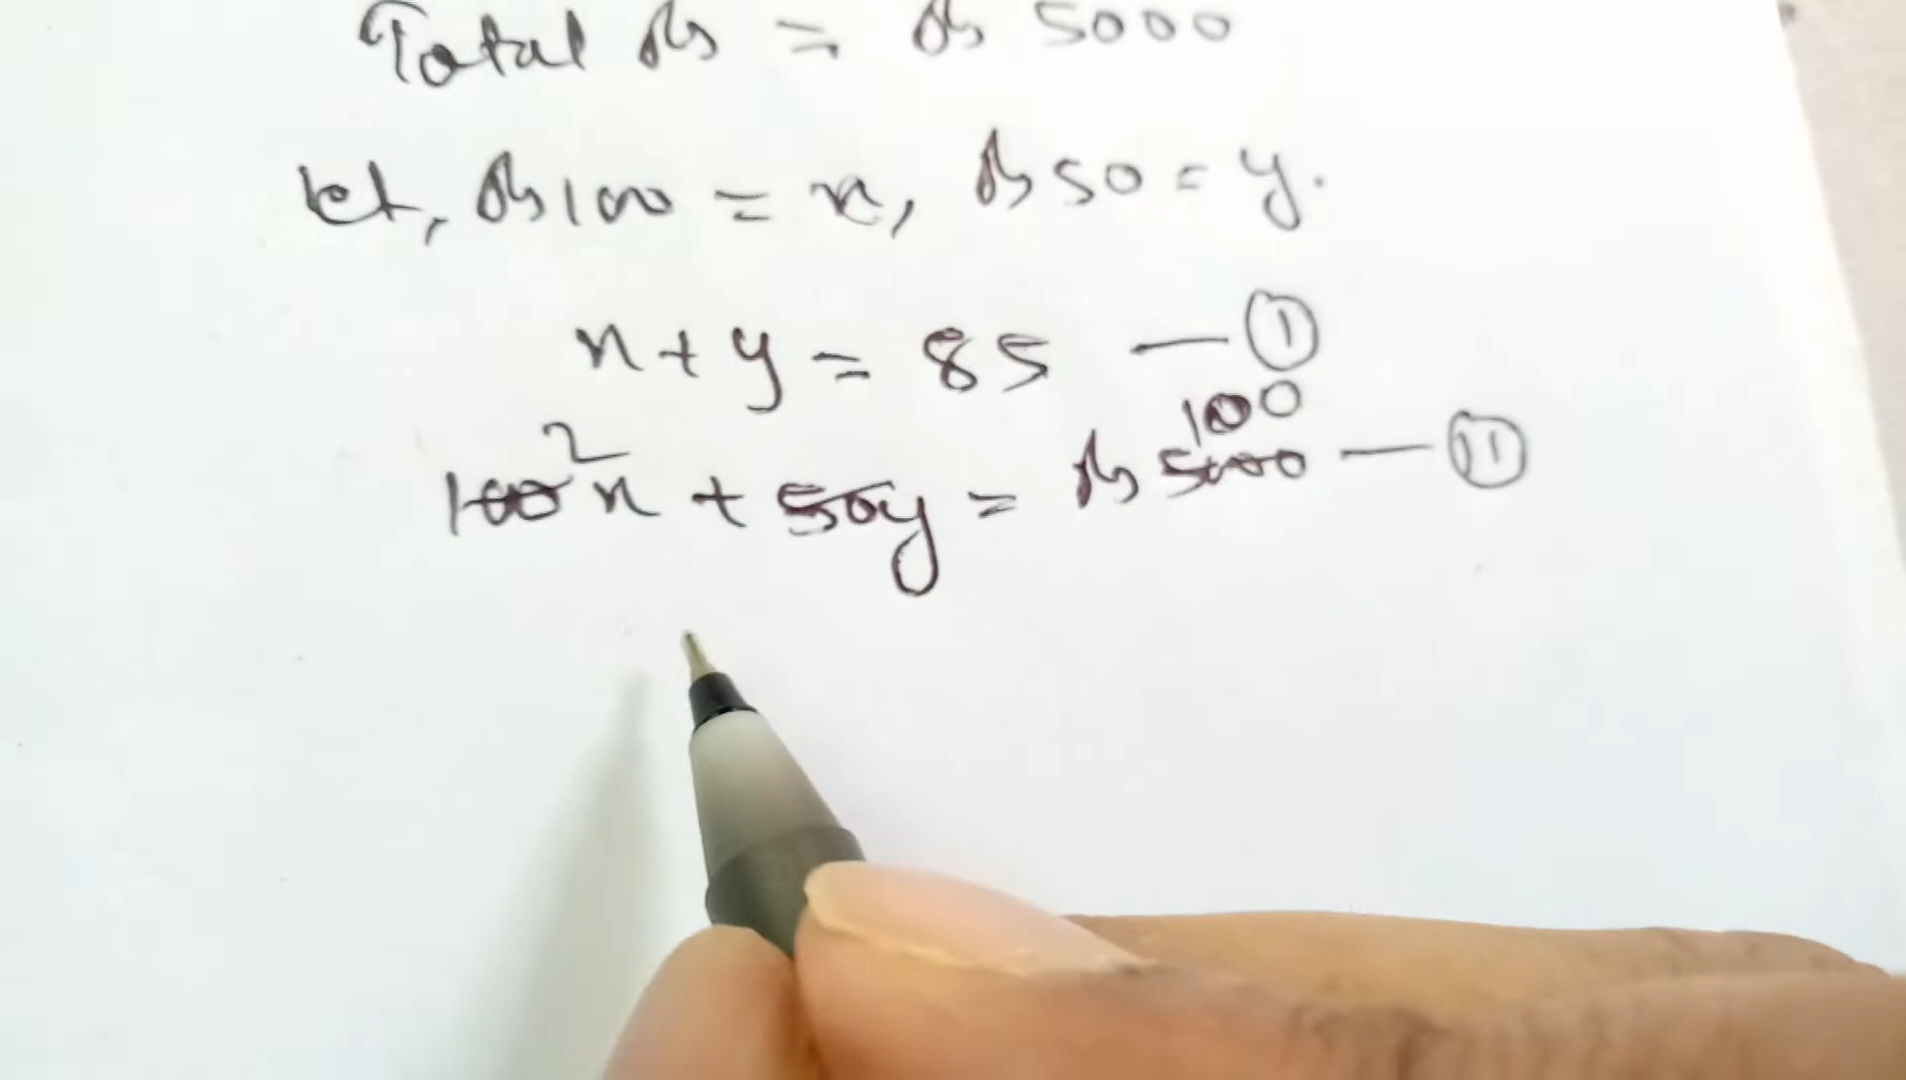 Total Rs = Rs 5000
let, Rs 100 = x, Rs 50 = y.
x + y = 85 — ①
2 100
100x + 50y = Rs 5000 — ⑪